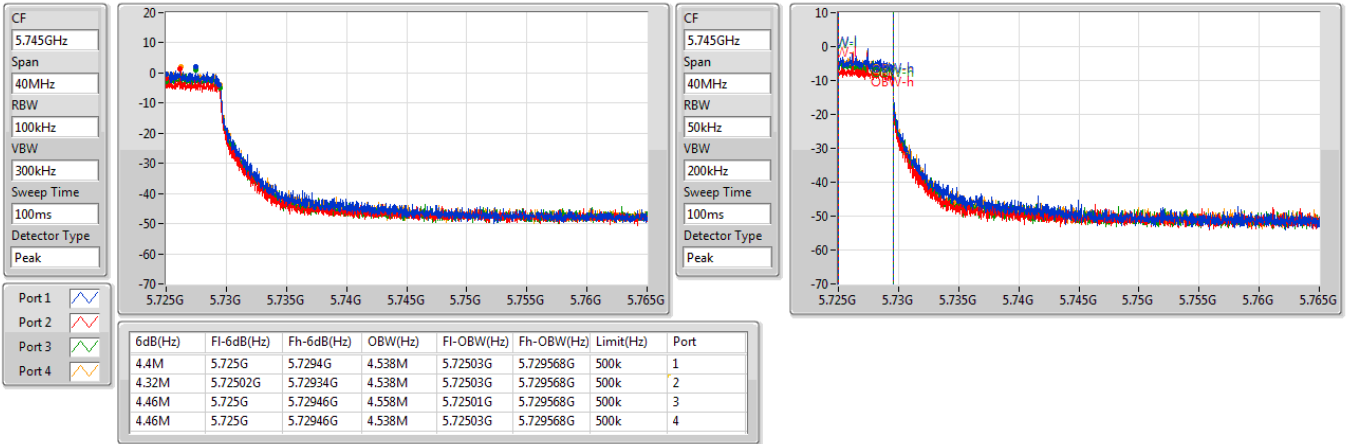 CF
5.745GHz
Span
40MHz
RBW
100kHz
VBW
300kHz
Sweep Time
100ms
Detector Type
Peak
20
10
0
-10
-20
-30
-40
-50
-60
-70
5.725G 5.73G 5.735G 5.74G 5.745G 5.75G 5.755G 5.76G 5.765G
CF
5.745GHz
Span
40MHz
RBW
50kHz
VBW
200kHz
Sweep Time
100ms
Detector Type
Peak
10
0
-10
-20
-30
-40
-50
-60
-70
OBW-h
5.725G 5.73G 5.735G 5.74G 5.745G 5.75G 5.755G 5.76G 5.765G
Port 1
Port 2
Port 3
Port 4
6dB(Hz) Fl-6dB(Hz) Fh-6dB(Hz) OBW(Hz) Fl-OBW(Hz) Fh-OBW(Hz) Limit(Hz) Port
4.4M 5.725G 5.7294G 4.538M 5.72503G 5.729568G 500k 1
4.32M 5.72502G 5.72934G 4.538M 5.72503G 5.729568G 500k 2
4.46M 5.725G 5.72946G 4.558M 5.72501G 5.729568G 500k 3
4.46M 5.725G 5.72946G 4.538M 5.72503G 5.729568G 500k 4